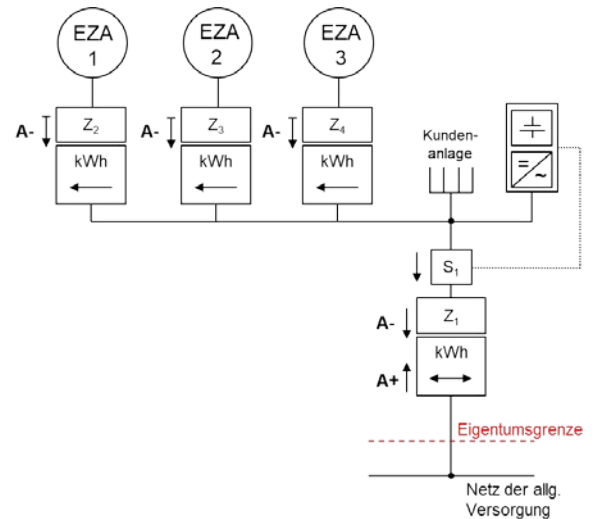 EZA
1
EZA
2
EZA
3
A-
Z₂
A-
Z₃
A-
Z₄
kWh
kWh
kWh
Kunden-
anlage
=
~
S₁
A-
Z₁
kWh
A+
Eigentumsgrenze
Netz der allg.
Versorgung